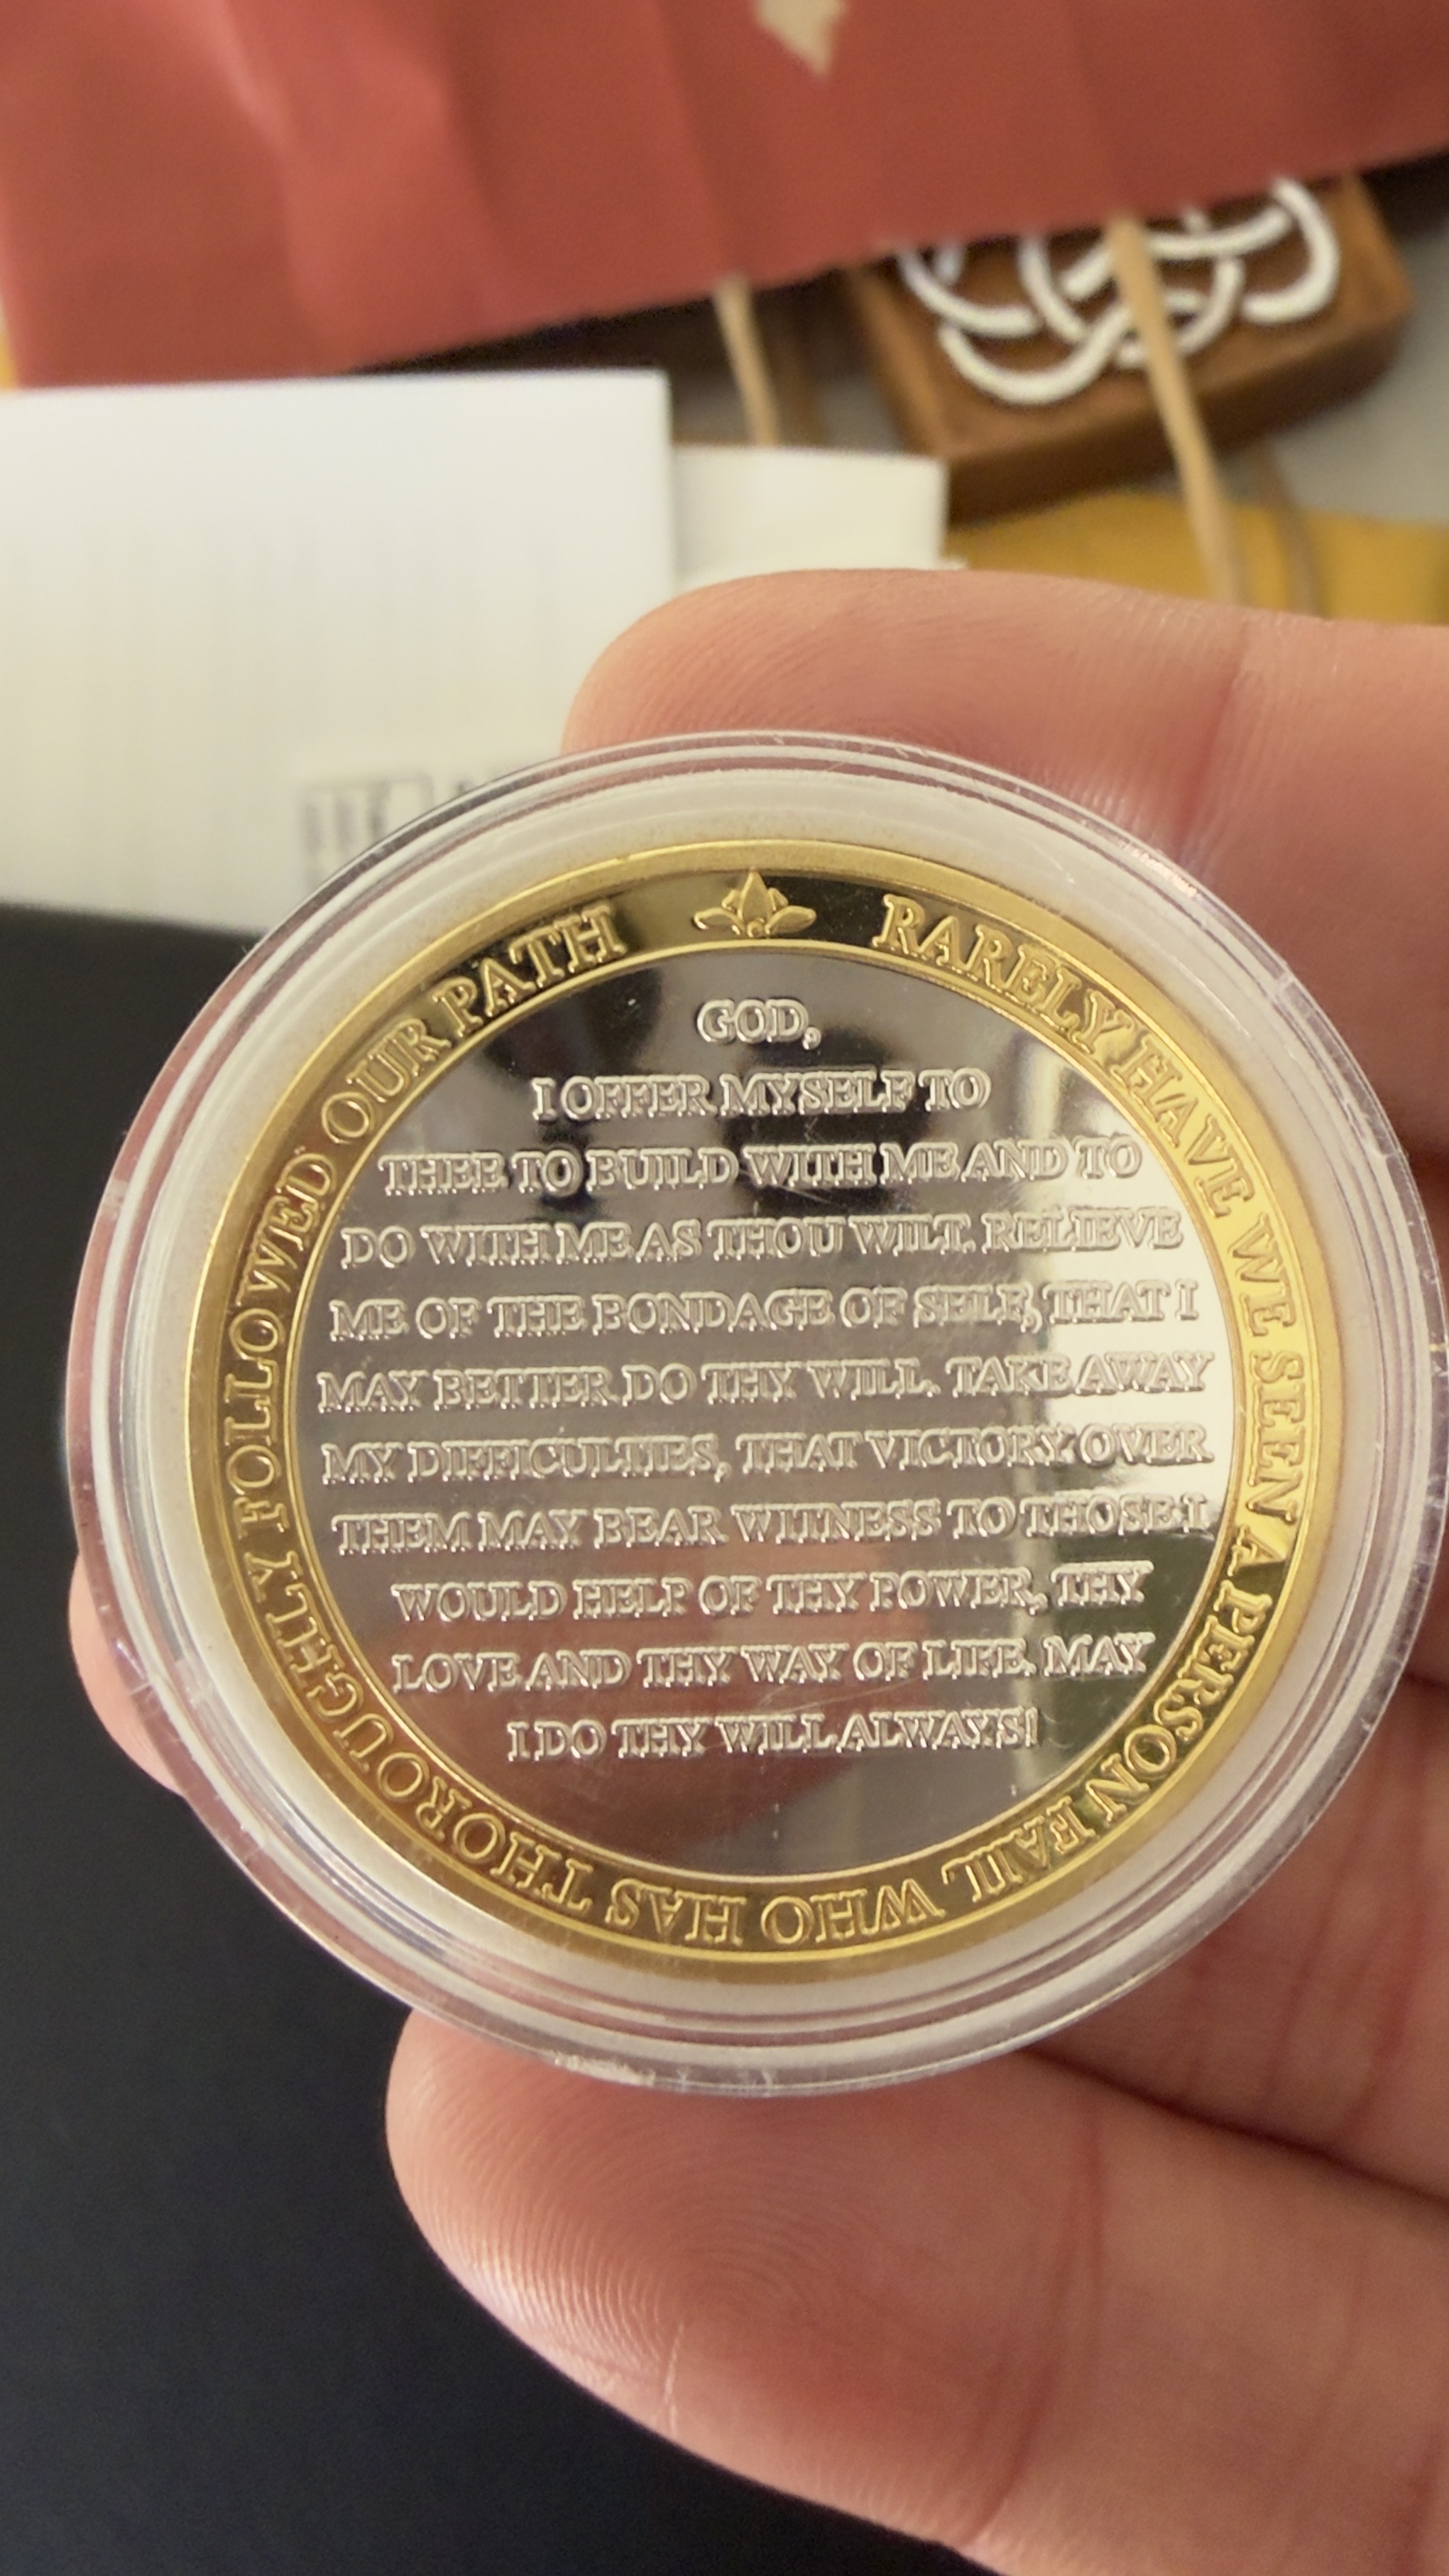 RARELY HAVE WE SEEN A PERSON FAIL WHO HAS THOROUGHLY FOLLOWED OUR PATH
GOD,
I OFFER MYSELF TO
THEE TO BUILD WITH ME AND TO
DO WITH ME AS THOU WILT. RELIEVE
ME OF THE BONDAGE OF SELF, THAT I
MAY BETTER DO THY WILL. TAKE AWAY
MY DIFFICULTIES, THAT VICTORY OVER
THEM MAY BEAR WITNESS TO THOSE I
WOULD HELP OF THY POWER, THY
LOVE AND THY WAY OF LIFE. MAY
I DO THY WILL ALWAYS!